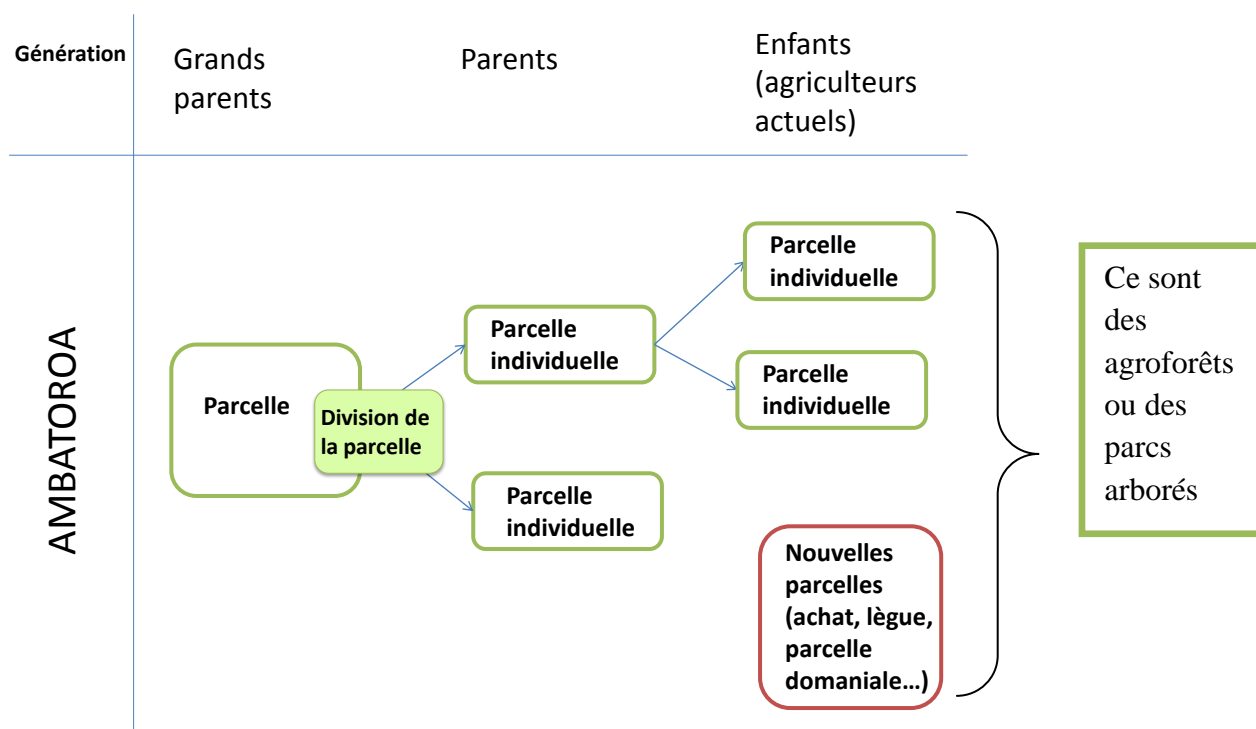 Génération
Grands
parents
Parents
Enfants
(agriculteurs
actuels)
AMBATOROA
Parcelle
Division de
la parcelle
Parcelle
individuelle
Parcelle
individuelle
Parcelle
individuelle
Parcelle
individuelle
Nouvelles
parcelles
(achat, lègue,
parcelle
domaniale…)
Ce sont
des
agroforêts
ou des
parcs
arborés